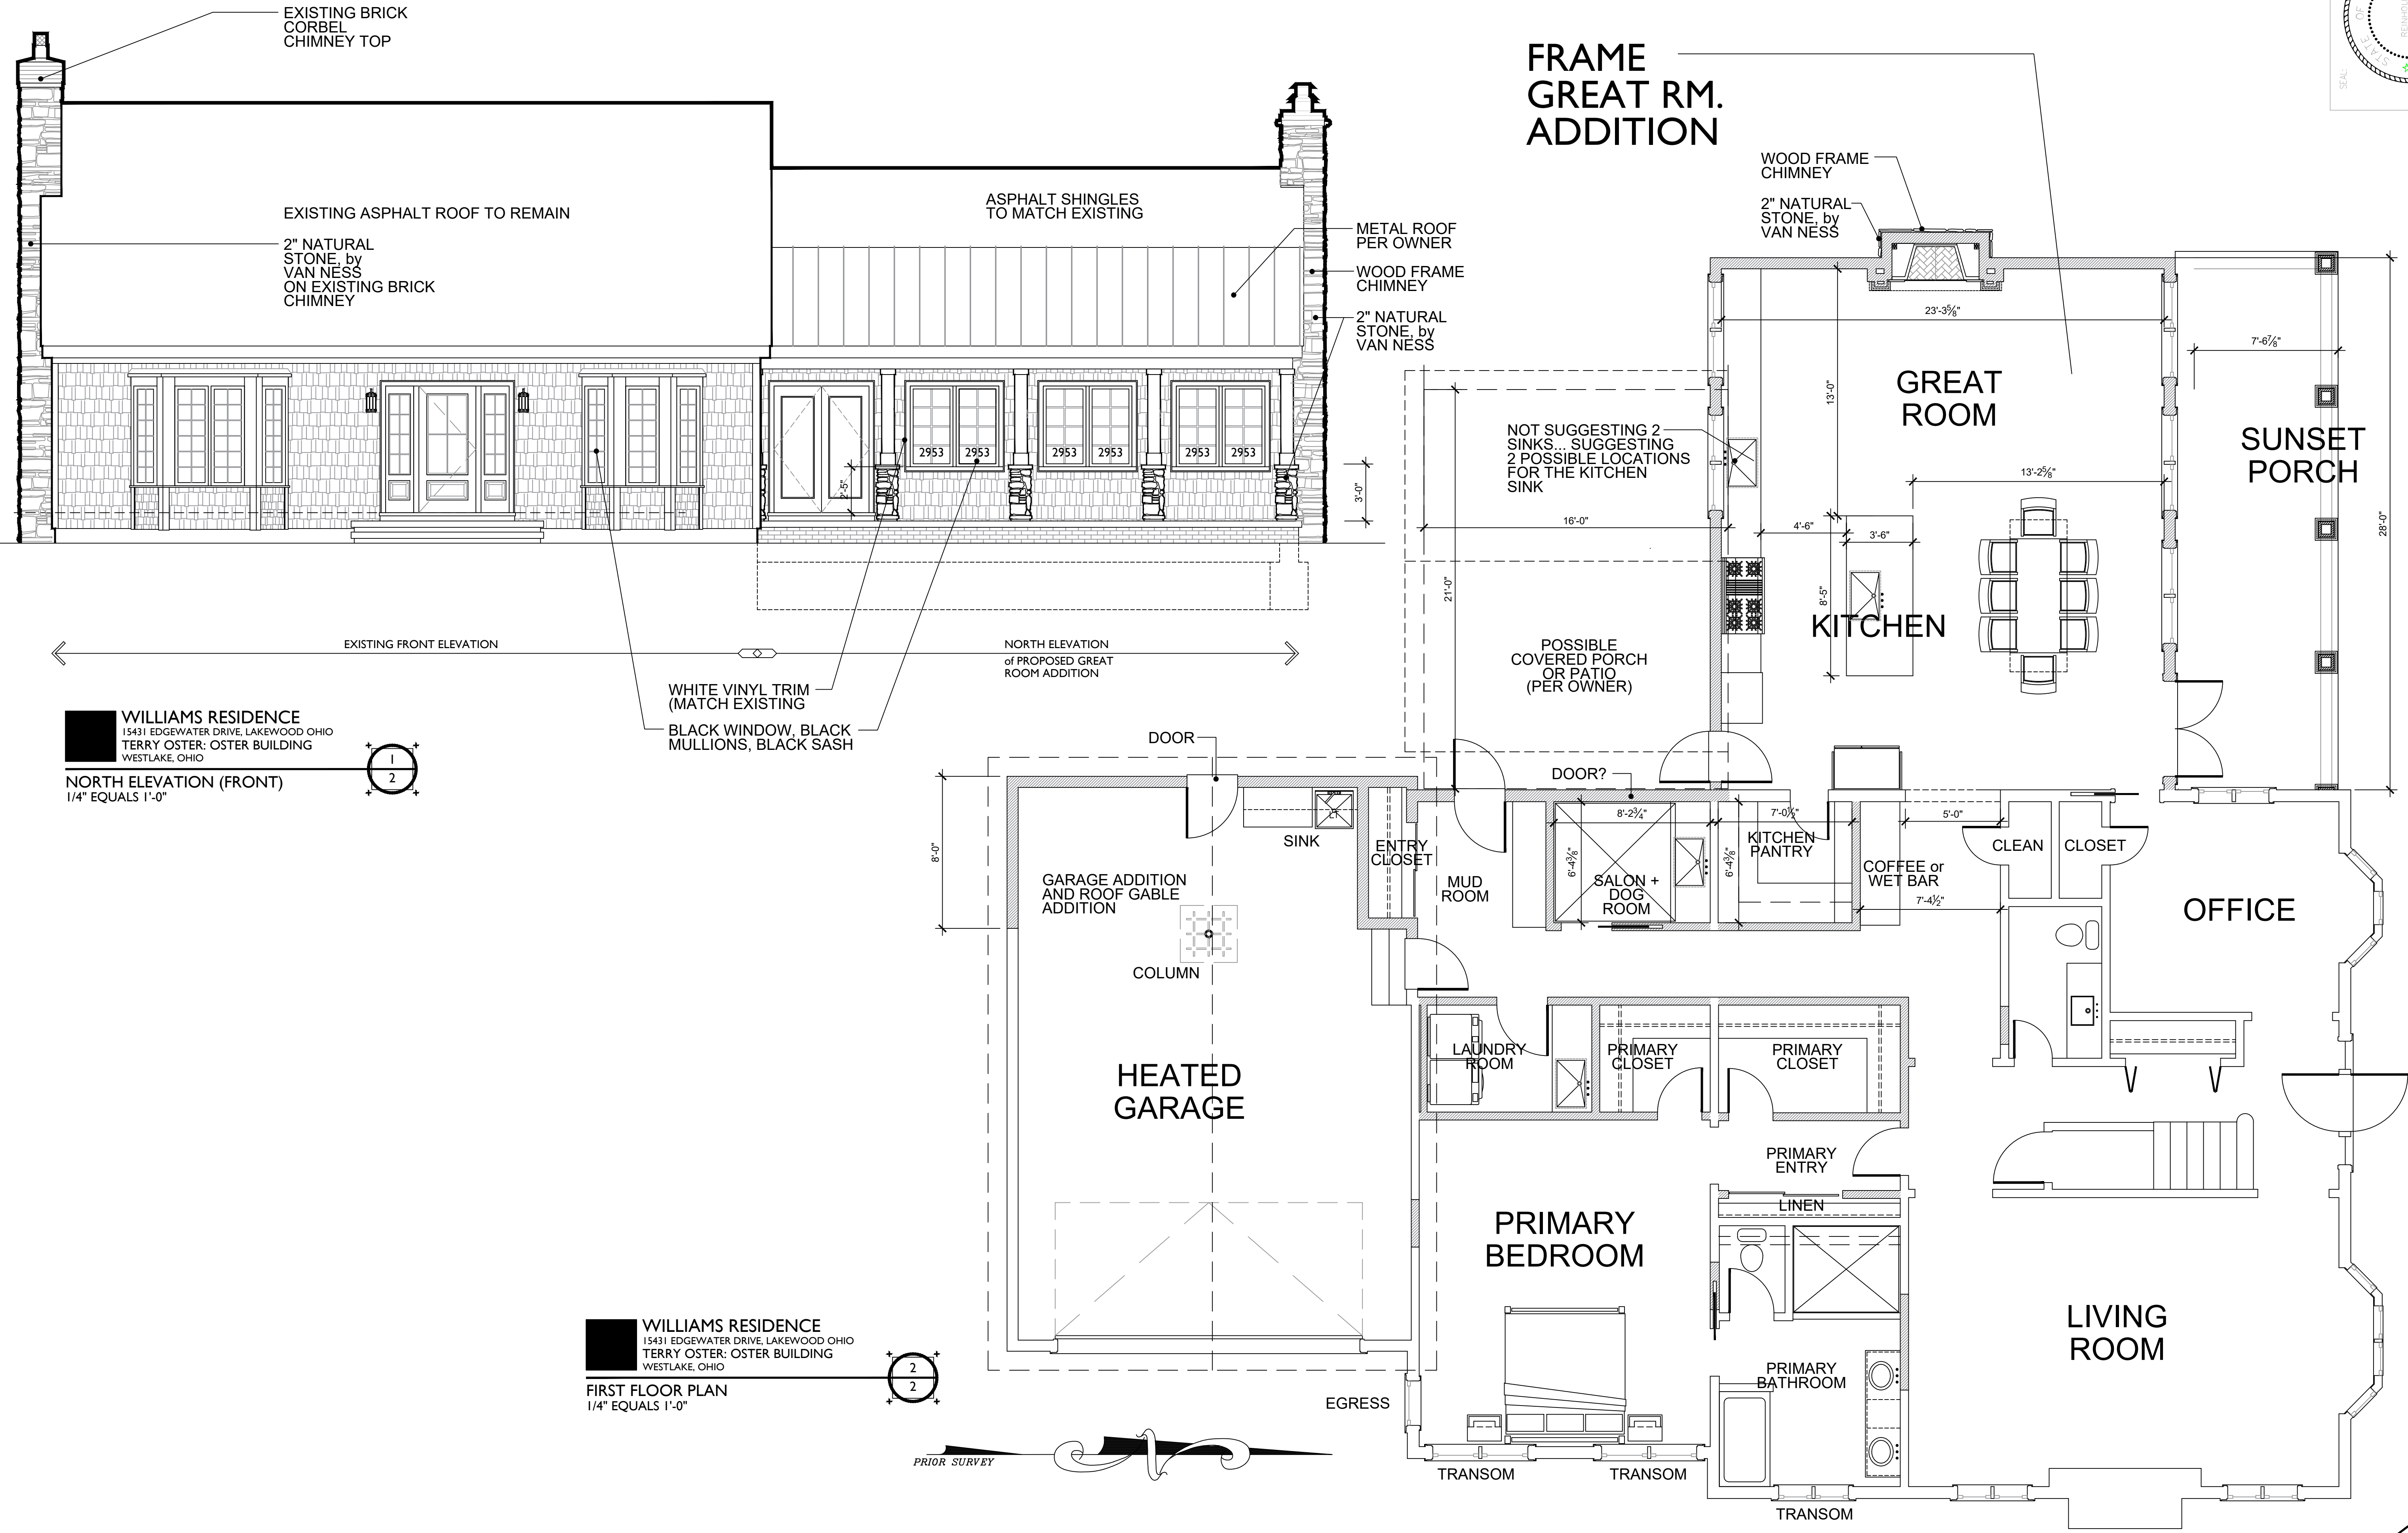 EXISTING BRICK
CORBEL
CHIMNEY TOP
EXISTING ASPHALT ROOF TO REMAIN
2" NATURAL
STONE, by
VAN NESS
ON EXISTING BRICK
CHIMNEY
ASPHALT SHINGLES
TO MATCH EXISTING
METAL ROOF
PER OWNER
WOOD FRAME
CHIMNEY
2" NATURAL
STONE, by
VAN NESS
2953
2953
2953
2953
2953
2953
2'-5"
3'-0"
EXISTING FRONT ELEVATION
NORTH ELEVATION
of PROPOSED GREAT
ROOM ADDITION
WHITE VINYL TRIM
(MATCH EXISTING
BLACK WINDOW, BLACK
MULLIONS, BLACK SASH
WILLIAMS RESIDENCE
15431 EDGEWATER DRIVE, LAKEWOOD OHIO
TERRY OSTER: OSTER BUILDING
WESTLAKE, OHIO
NORTH ELEVATION (FRONT)
1/4" EQUALS 1'-0"
1
2
FRAME
GREAT RM.
ADDITION
SEAL:
STATE OF
WOOD FRAME
CHIMNEY
2" NATURAL
STONE, by
VAN NESS
23'-3⅝"
7'-6⅞"
GREAT
ROOM
13'-0"
SUNSET
PORCH
NOT SUGGESTING 2
SINKS... SUGGESTING
2 POSSIBLE LOCATIONS
FOR THE KITCHEN
SINK
13'-2⅝"
16'-0"
4'-6"
3'-6"
28'-0"
21'-0"
8'-5"
KITCHEN
POSSIBLE
COVERED PORCH
OR PATIO
(PER OWNER)
DOOR
DOOR?
8'-0"
SINK
LT
GARAGE ADDITION
AND ROOF GABLE
ADDITION
COLUMN
HEATED
GARAGE
ENTRY
CLOSET
MUD
ROOM
8'-2¾"
6'-4⅜"
SALON +
DOG
ROOM
7'-0½"
6'-4⅜"
KITCHEN
PANTRY
5'-0"
COFFEE or
WET BAR
7'-4½"
CLEAN
CLOSET
OFFICE
LAUNDRY
ROOM
PRIMARY
CLOSET
PRIMARY
CLOSET
PRIMARY
ENTRY
LINEN
PRIMARY
BEDROOM
PRIMARY
BATHROOM
LIVING
ROOM
EGRESS
TRANSOM
TRANSOM
TRANSOM
WILLIAMS RESIDENCE
15431 EDGEWATER DRIVE, LAKEWOOD OHIO
TERRY OSTER: OSTER BUILDING
WESTLAKE, OHIO
FIRST FLOOR PLAN
1/4" EQUALS 1'-0"
2
2
PRIOR SURVEY
N